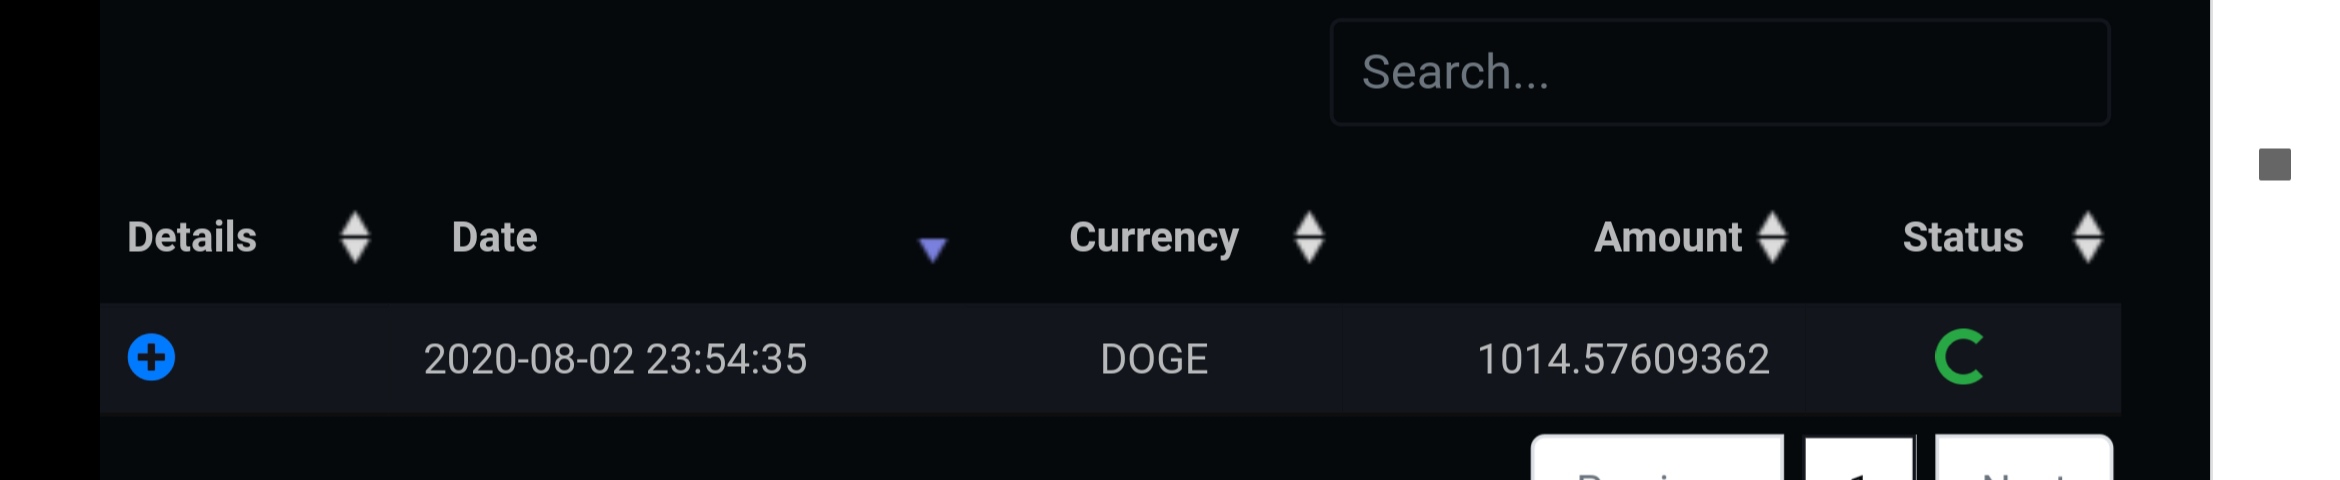 Search...
Details Date Currency Amount Status
2020-08-02 23:54:35 DOGE 1014.57609362